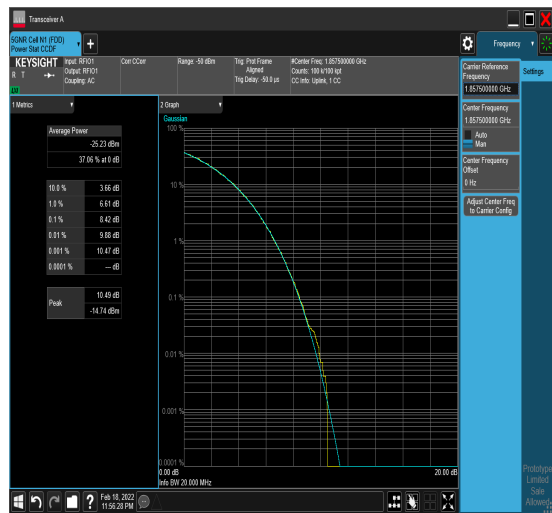 Transceiver A
5GNR Cell N1 (FDD)
Power Stat CCDF
Frequency
KEYSIGHT
R T
LXI
Input: RFIO1
Output: RFIO1
Coupling: AC
Corr CCorr
Range: -50 dBm
Trig: Prot Frame
Aligned
Trig Delay: -50.0 µs
#Center Freq: 1.857500000 GHz
Counts: 100 k/100 kpt
CC Info: Uplink, 1 CC
Carrier Reference
Frequency
1.857500000 GHz
Settings
Center Frequency
1.857500000 GHz
Auto
Man
Center Frequency
Offset
0 Hz
Adjust Center Freq
to Carrier Config
1 Metrics
Average Power
-25.23 dBm
37.06 % at 0 dB
10.0 % 3.66 dB
1.0 % 6.61 dB
0.1 % 8.42 dB
0.01 % 9.88 dB
0.001 % 10.47 dB
0.0001 % --- dB
Peak
10.49 dB
-14.74 dBm
2 Graph
Gaussian
100 %
10 %
1 %
0.1 %
0.01 %
0.001 %
0.0001 %
0.00 dB
20.00 dB
Info BW 20.000 MHz
Prototype
Limited
Sale
Allowed
Feb 18, 2022
11:56:28 PM